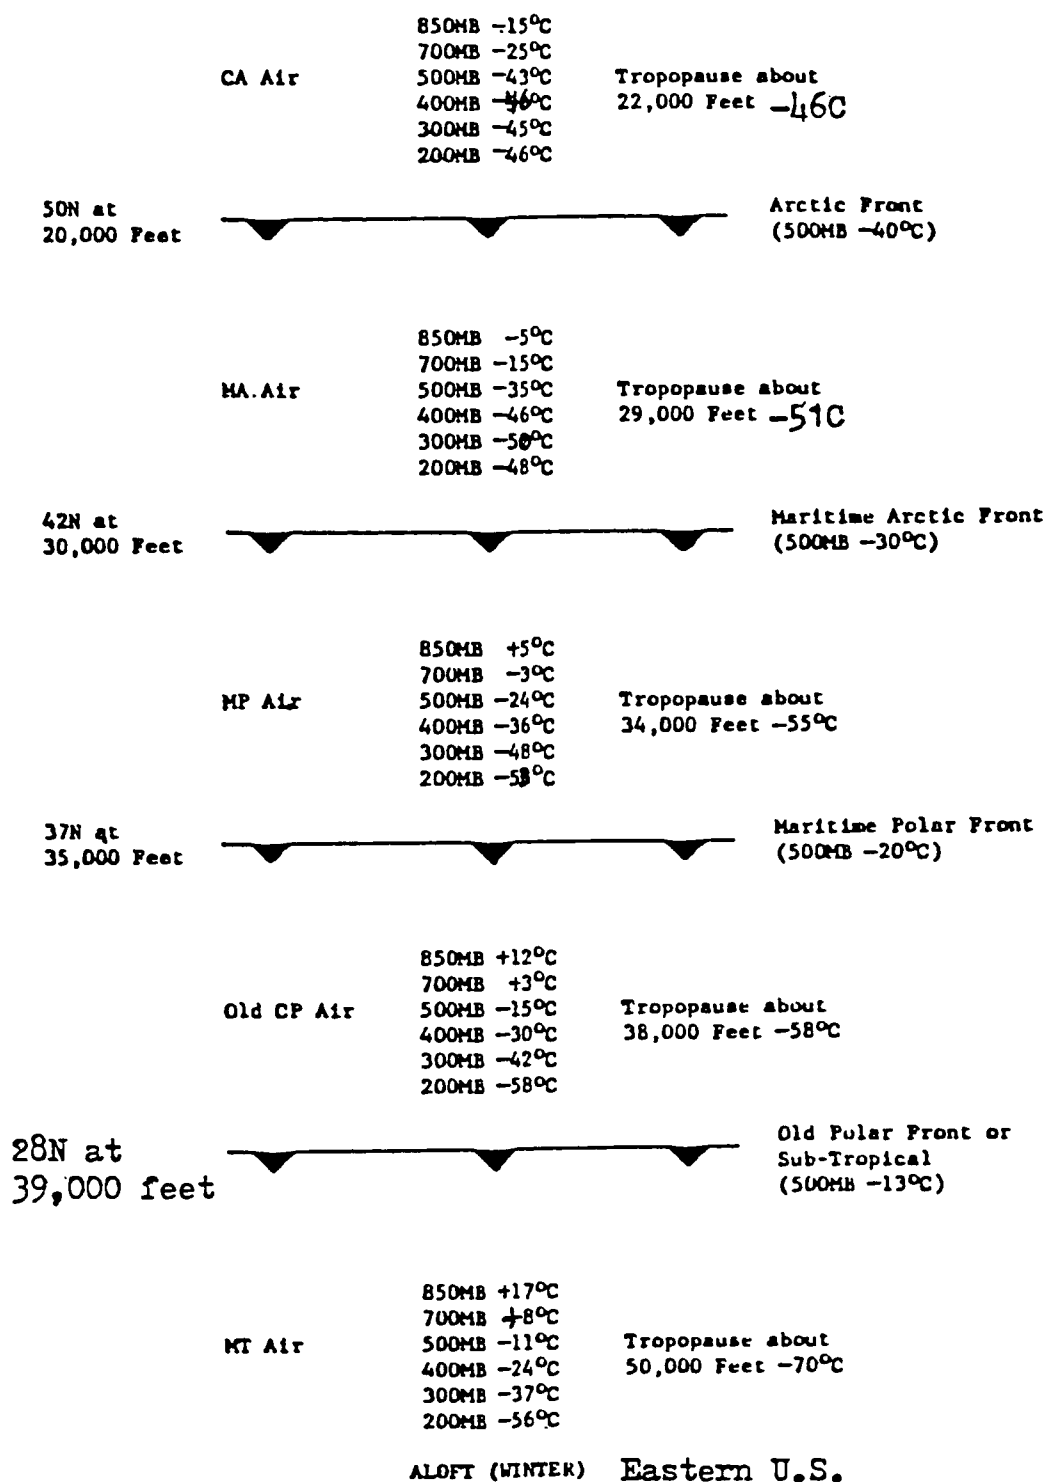 850MB -15°C
700MB -25°C
CA Air 500MB -43°C Tropopause about
400MB -46°C 22,000 Feet -46C
300MB -45°C
200MB -46°C
50N at Arctic Front
20,000 Feet (500MB -40°C)
850MB -5°C
700MB -15°C
MA.Air 500MB -35°C Tropopause about
400MB -46°C 29,000 Feet -51C
300MB -50°C
200MB -48°C
42N at Maritime Arctic Front
30,000 Feet (500MB -30°C)
850MB +5°C
700MB -3°C
MP Air 500MB -24°C Tropopause about
400MB -36°C 34,000 Feet -55°C
300MB -48°C
200MB
37N at Maritime Polar Front
35,000 Feet (500MB -20°C)
850MB +12°C
700MB +3°C
Old CP Air 500MB -15°C Tropopause about
400MB -30°C 38,000 Feet -58°C
300MB -42°C
200MB -58°C
Old Polar Front or
28N at Sub-Tropical
39,000 feet (500MB -13°C)
850MB +17°C
700MB +8°C
MT Air 500MB -11°C Tropopause about
400MB -24°C 50,000 Feet -70°C
300MB -37°C
200MB -56°C
ALOFT (WINTER) Eastern U.S.